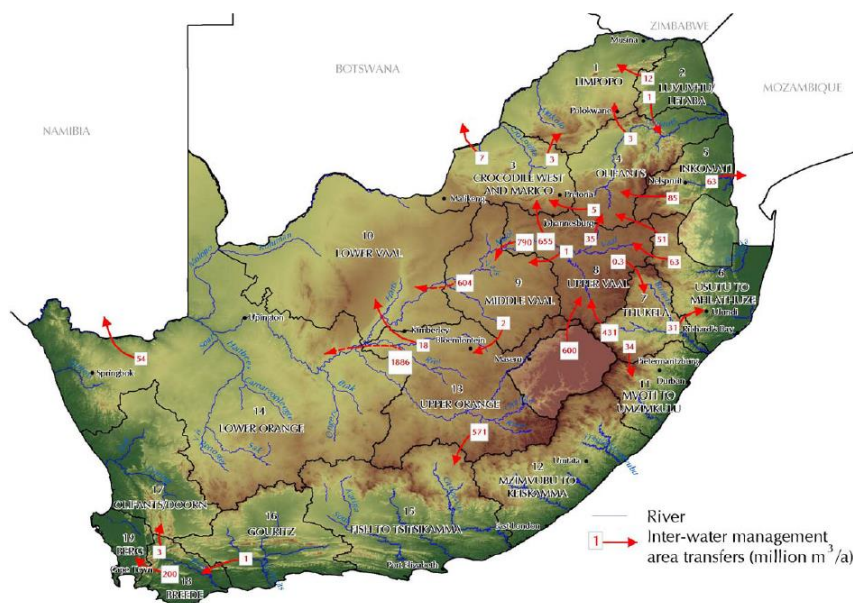 ZIMBABWE
Musina
BOTSWANA
1
LIMPOPO
12
2
LUVUVHU/
LETABA
MOZAMBIQUE
NAMIBIA
1
Polokwane
3
7
3
3
CROCODILE WEST
AND MARICO
4
OLIFANTS
5
INKOMATI
63
Nelspruit
Pretoria
85
Mafikeng
5
Johannesburg
35
51
10
LOWER VAAL
790
655
1
63
0.3
8
UPPER VAAL
604
9
MIDDLE VAAL
6
USUTU TO
MHLATHUZE
7
THUKELA
Ulundi
31
Richard's Bay
2
Upington
Kimberley
18
Bloemfontein
431
Maseru
600
34
Pietermaritzburg
54
Springbok
1886
Durban
13
UPPER ORANGE
11
MVOTI TO
UMZIMKULU
14
LOWER ORANGE
571
12
MZIMVUBU TO
KEISKAMMA
Umtata
17
OLIFANTS/DOORN
16
GOURITZ
15
FISH TO TSITSIKAMMA
East London
19
BERG
3
1
Cape Town
200
18
BREEDE
Port Elizabeth
River
1
Inter-water management
area transfers (million m³/a)